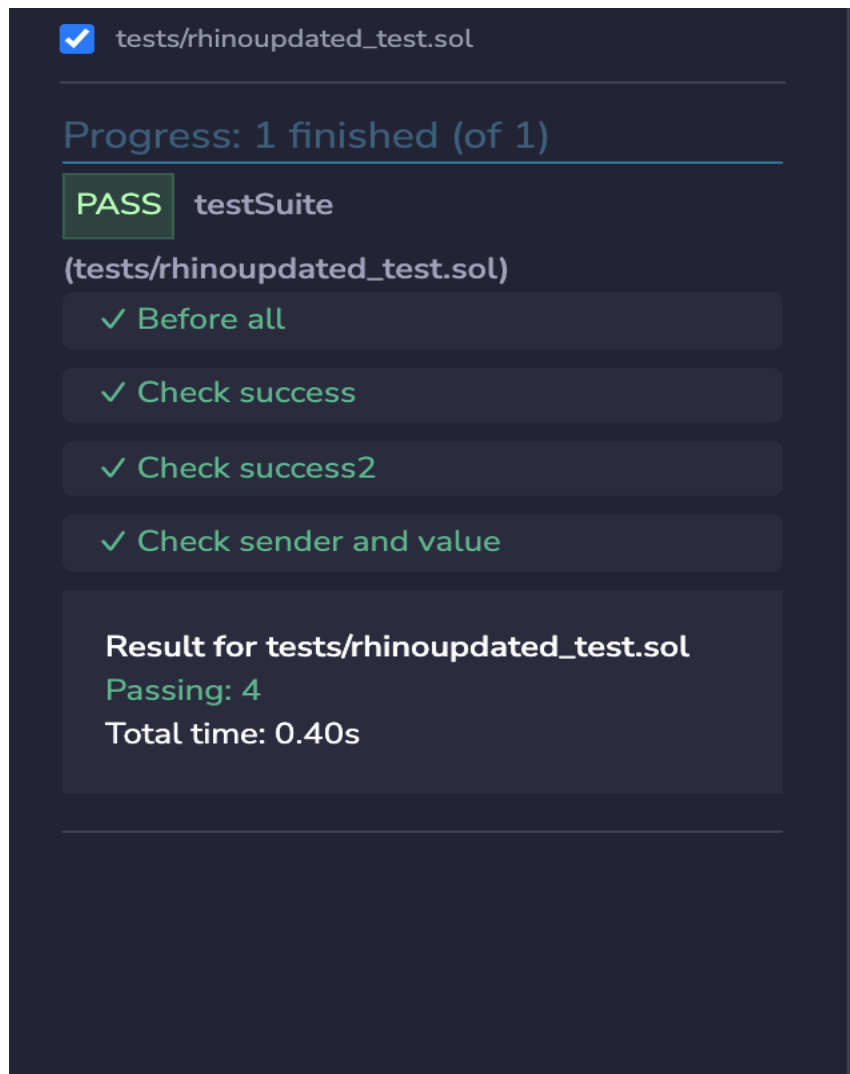 tests/rhinoupdated_test.sol
Progress: 1 finished (of 1)
PASS testSuite
(tests/rhinoupdated_test.sol)
✓ Before all
✓ Check success
✓ Check success2
✓ Check sender and value
Result for tests/rhinoupdated_test.sol
Passing: 4
Total time: 0.40s